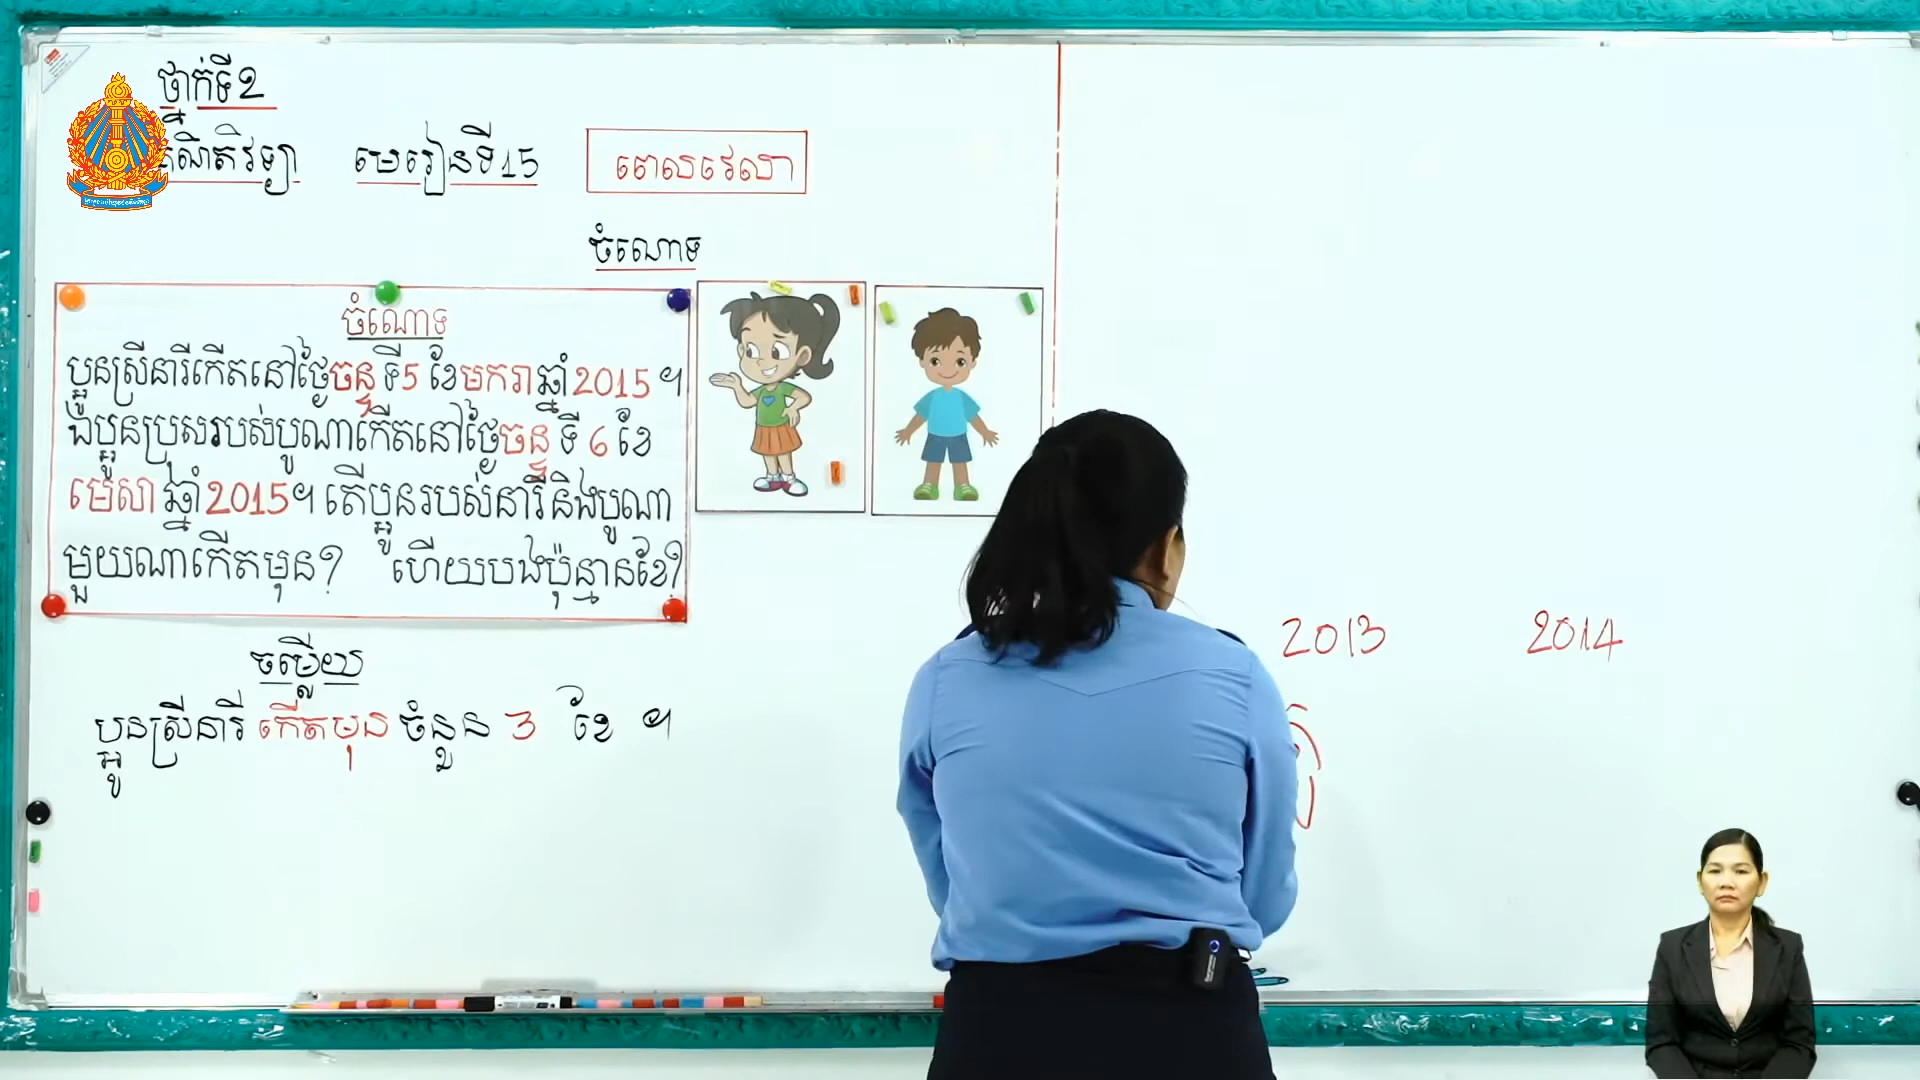 ថ្នាក់ទី២
គណិតវិទ្យា មេរៀនទី15 ពេលវេលា
ចំណោទ
ចំណោទ
ប្អូនស្រីនារីកើតនៅថ្ងៃចន្ទ ទី5 ខែមករា ឆ្នាំ 2015 ។
ឯប្អូនប្រុសរបស់បូណាកើតនៅថ្ងៃចន្ទ ទី 6 ខែ
មេសា ឆ្នាំ 2015។ តើប្អូនរបស់នារីនិងបូណា
មួយណាកើតមុន? ហើយបងប៉ុន្មានខែ?
ចម្លើយ
ប្អូនស្រីនារី កើតមុន ចំនួន 3 ខែ ។
2013 2014